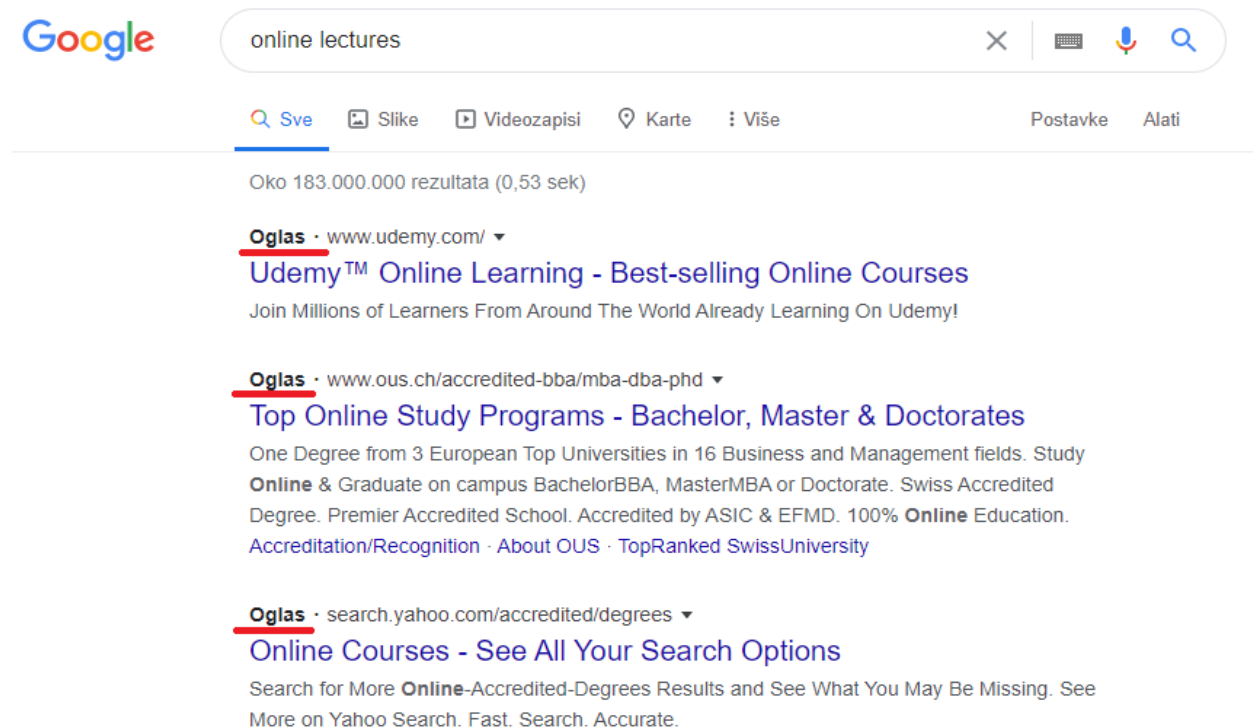 Google
online lectures
Sve Slike Videozapisi Karte Više Postavke Alati
Oko 183.000.000 rezultata (0,53 sek)
Oglas · www.udemy.com/
Udemy™ Online Learning - Best-selling Online Courses
Join Millions of Learners From Around The World Already Learning On Udemy!
Oglas · www.ous.ch/accredited-bba/mba-dba-phd
Top Online Study Programs - Bachelor, Master & Doctorates
One Degree from 3 European Top Universities in 16 Business and Management fields. Study
Online & Graduate on campus BachelorBBA, MasterMBA or Doctorate. Swiss Accredited
Degree. Premier Accredited School. Accredited by ASIC & EFMD. 100% Online Education.
Accreditation/Recognition · About OUS · TopRanked SwissUniversity
Oglas · search.yahoo.com/accredited/degrees
Online Courses - See All Your Search Options
Search for More Online-Accredited-Degrees Results and See What You May Be Missing. See
More on Yahoo Search. Fast. Search. Accurate.